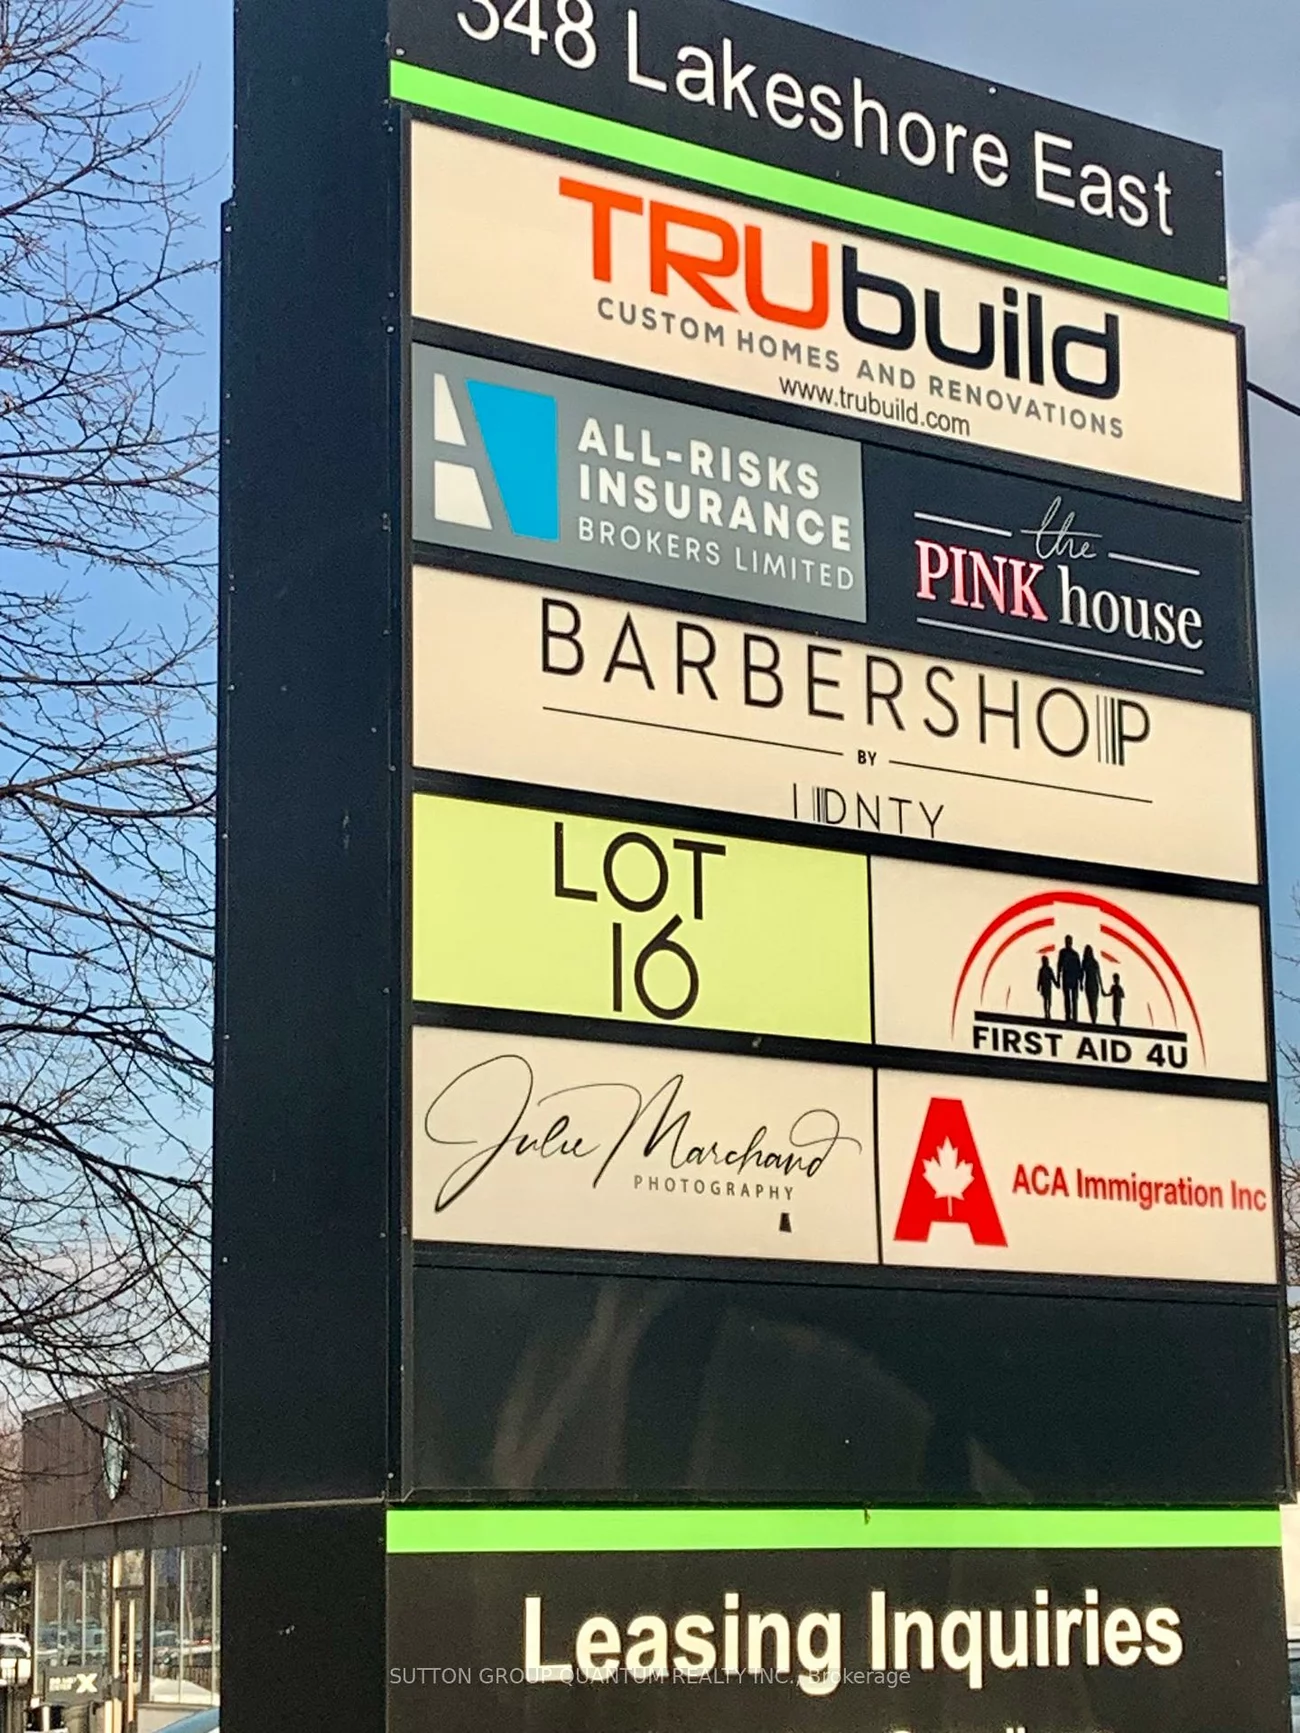 348 Lakeshore East
TRUbuild
CUSTOM HOMES AND RENOVATIONS
www.trubuild.com
ALL-RISKS
INSURANCE
BROKERS LIMITED
the
PINK house
BARBERSHOP
BY
IDNTY
LOT
16
FIRST AID 4U
Julie Marchand
PHOTOGRAPHY
A
ACA Immigration Inc
Leasing Inquiries
SUTTON GROUP QUANTUM REALTY INC., Brokerage